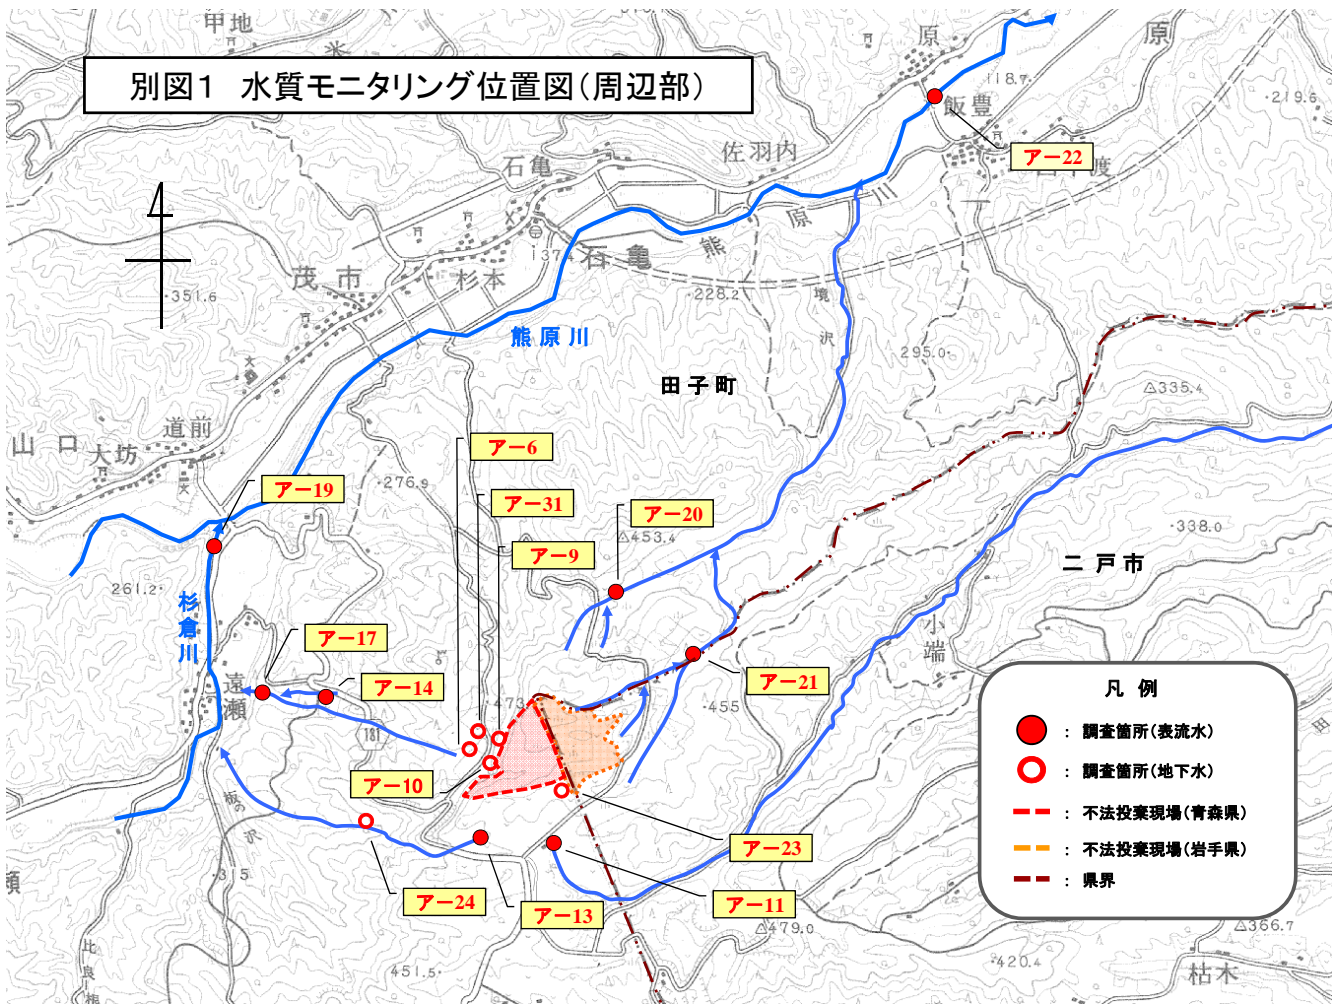 甲地
米
原
原
別図1 水質モニタリング位置図(周辺部)
118.7
飯豊
219.6
ア－22
佐羽内
石亀
川
原
熊
石亀
137.4
茂市
杉本
351.6
228.2
境沢
熊原川
295.0
田子町
335.4
道前
山口
大坊
ア－6
276.9
ア－19
ア－31
ア－20
453.4
ア－9
338.0
二戸市
261.2
杉倉川
小端
ア－17
遠瀬
ア－14
ア－21
473
455
181
ア－10
ア－23
315
ア－24
ア－13
ア－11
479.0
366.7
451.5
420.4
枯木
比良
凡 例
: 調査箇所(表流水)
: 調査箇所(地下水)
: 不法投棄現場(青森県)
: 不法投棄現場(岩手県)
: 県界